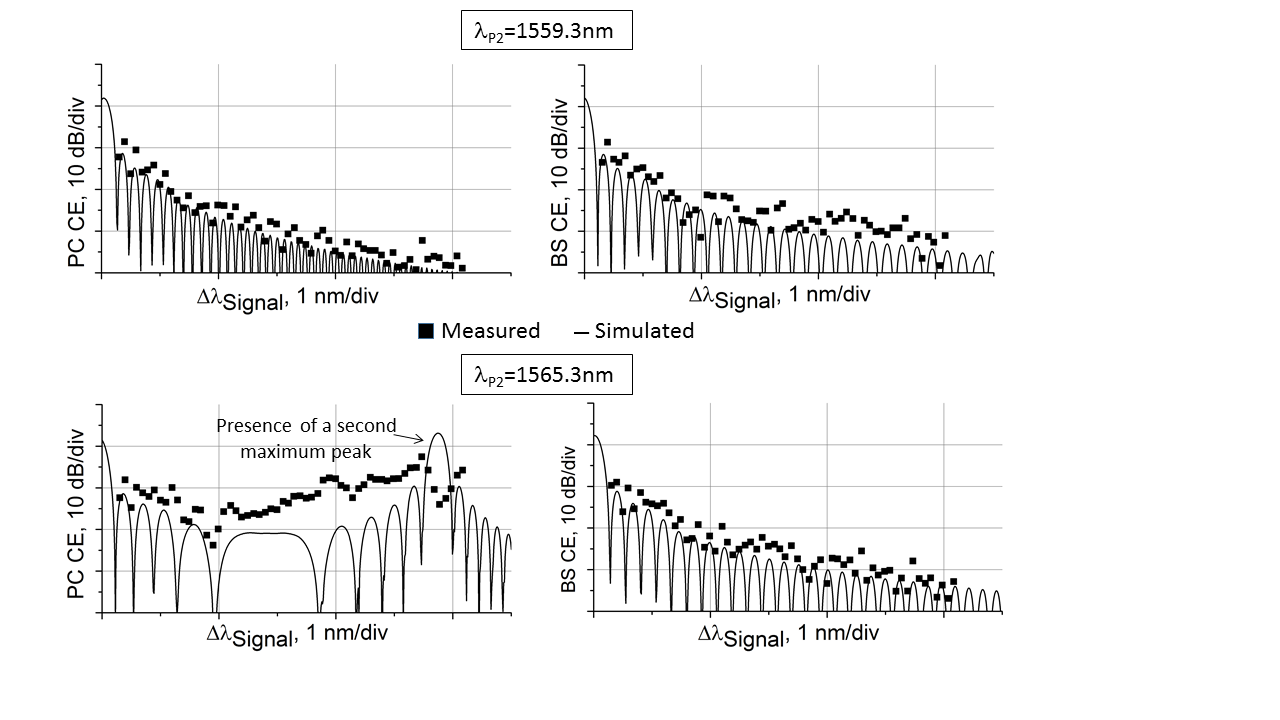 λP2=1559.3nm
PC CE, 10 dB/div
BS CE, 10 dB/div
ΔλSignal, 1 nm/div
ΔλSignal, 1 nm/div
Measured
Simulated
λP2=1565.3nm
Presence of a second
maximum peak
PC CE, 10 dB/div
BS CE, 10 dB/div
ΔλSignal, 1 nm/div
ΔλSignal, 1 nm/div